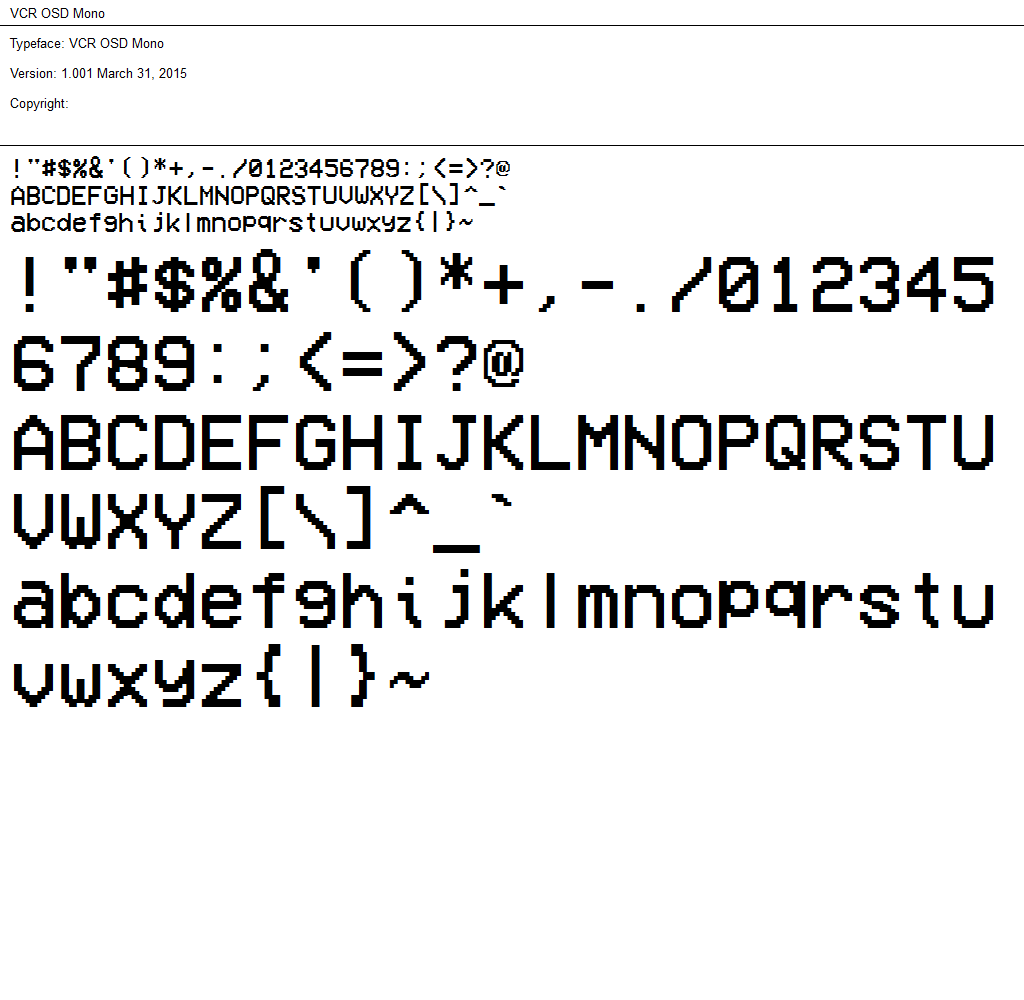 VCR OSD Mono
Typeface: VCR OSD Mono
Version: 1.001 March 31, 2015
Copyright:
!"#$%&'()*+,-./0123456789:;<=>?@
ABCDEFGHIJKLMNOPQRSTUVWXYZ[\]^_`
abcdefghijklmnopqrstuvwxyz{|}~
!"#$%&'()*+,-./012345
6789:;<=>?@
ABCDEFGHIJKLMNOPQRSTU
VWXYZ[\]^_`
abcdefghijklmnopqrstu
vwxyz{|}~